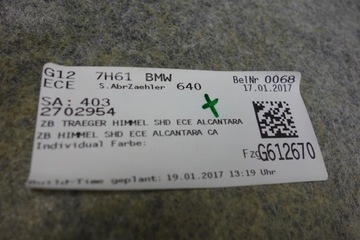 G12 7H61 BMW BelNr 0068
ECE S.AbrZaehler 640 17.01.2017
SA: 403
2702954
ZB TRAEGER HIMMEL SHD ECE ALCANTARA
ZB HIMMEL SHD ECE ALCANTARA CA
Individual Farbe:
FzgG612670
Build-Time geplant: 19.01.2017 13:19 Uhr